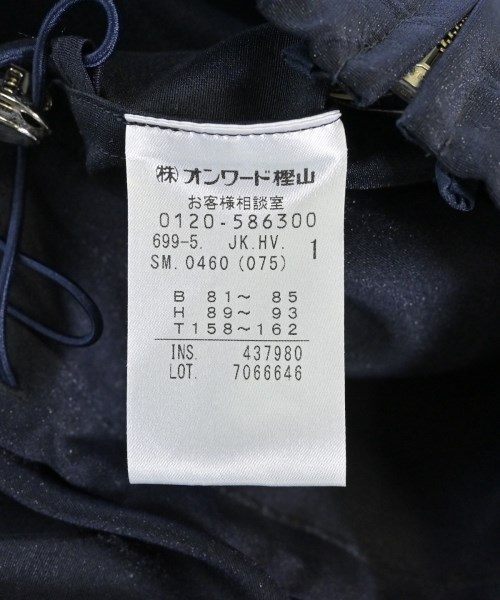 ㈱ オンワード樫山
お客様相談室
0120-586300
699-5. JK.HV. 1
SM. 0460 (075)
B 81～ 85
H 89～ 93
T158～162
INS. 437980
LOT. 7066646